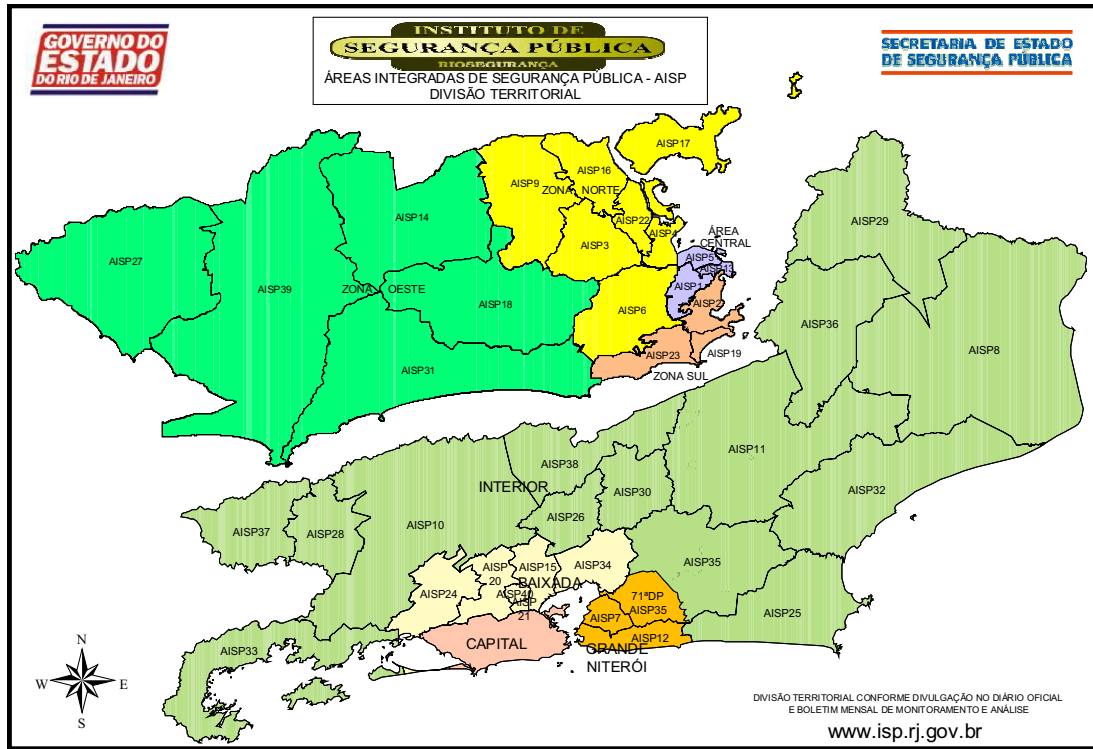 GOVERNO DO
ESTADO
DO RIO DE JANEIRO
INSTITUTO DE
SEGURANÇA PÚBLICA
RIOSEGURANÇA
ÁREAS INTEGRADAS DE SEGURANÇA PÚBLICA - AISP
DIVISÃO TERRITORIAL
SECRETARIA DE ESTADO
DE SEGURANÇA PÚBLICA
AISP17
AISP9
AISP16
ZONA NORTE
AISP14
AISP22
AISP4
AISP3
ÁREA
CENTRAL
AISP5
AISP13
AISP29
AISP27
AISP39
ZONA OESTE
AISP1
AISP18
AISP2
AISP6
AISP36
AISP8
AISP23
AISP19
AISP31
ZONA SUL
AISP11
AISP38
INTERIOR
AISP30
AISP32
AISP26
AISP10
AISP37
AISP28
AISP
20
AISP15
AISP34
AISP35
BAIXADA
AISP24
AISP40
AISP
21
71ªDP
AISP35
AISP7
AISP25
CAPITAL
AISP12
GRANDE
NITERÓI
AISP33
N
W
E
S
DIVISÃO TERRITORIAL CONFORME DIVULGAÇÃO NO DIÁRIO OFICIAL
E BOLETIM MENSAL DE MONITORAMENTO E ANÁLISE
www.isp.rj.gov.br